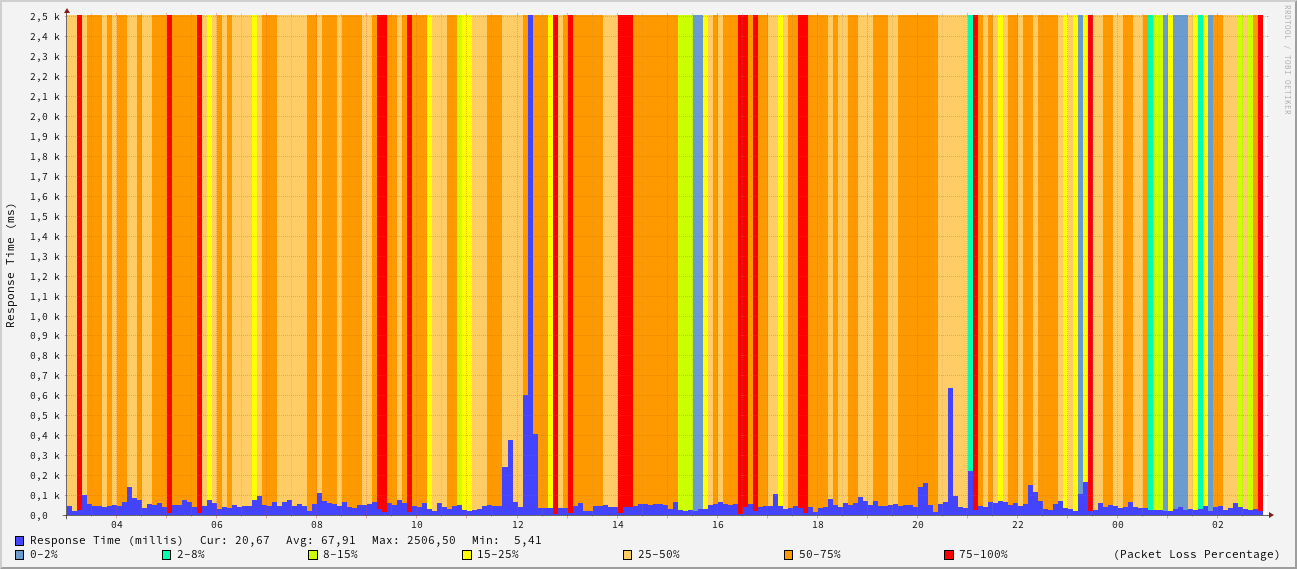 RRDTOOL / TOBI OETIKER
Response Time (ms)
2,5 k
2,4 k
2,3 k
2,2 k
2,1 k
2,0 k
1,9 k
1,8 k
1,7 k
1,6 k
1,5 k
1,4 k
1,3 k
1,2 k
1,1 k
1,0 k
0,9 k
0,8 k
0,7 k
0,6 k
0,5 k
0,4 k
0,3 k
0,2 k
0,1 k
0,0
04 06 08 10 12 14 16 18 20 22 00 02
Response Time (millis) Cur: 20,67 Avg: 67,91 Max: 2506,50 Min: 5,41
0-2% 2-8% 8-15% 15-25% 25-50% 50-75% 75-100% (Packet Loss Percentage)